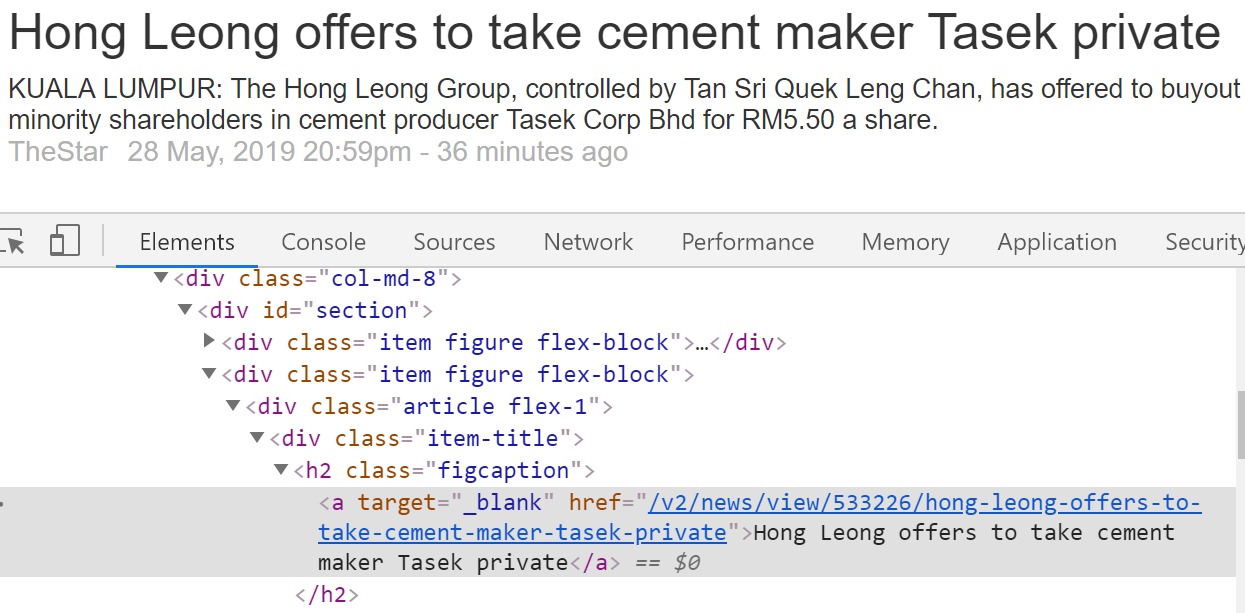 Hong Leong offers to take cement maker Tasek private
KUALA LUMPUR: The Hong Leong Group, controlled by Tan Sri Quek Leng Chan, has offered to buyout
minority shareholders in cement producer Tasek Corp Bhd for RM5.50 a share.
TheStar 28 May, 2019 20:59pm - 36 minutes ago
Elements Console Sources Network Performance Memory Application Security
<div class="col-md-8">
<div id="section">
<div class="item figure flex-block">…</div>
<div class="item figure flex-block">
<div class="article flex-1">
<div class="item-title">
<h2 class="figcaption">
<a target="_blank" href="/v2/news/view/533226/hong-leong-offers-to-
take-cement-maker-tasek-private">Hong Leong offers to take cement
maker Tasek private</a> == $0
</h2>